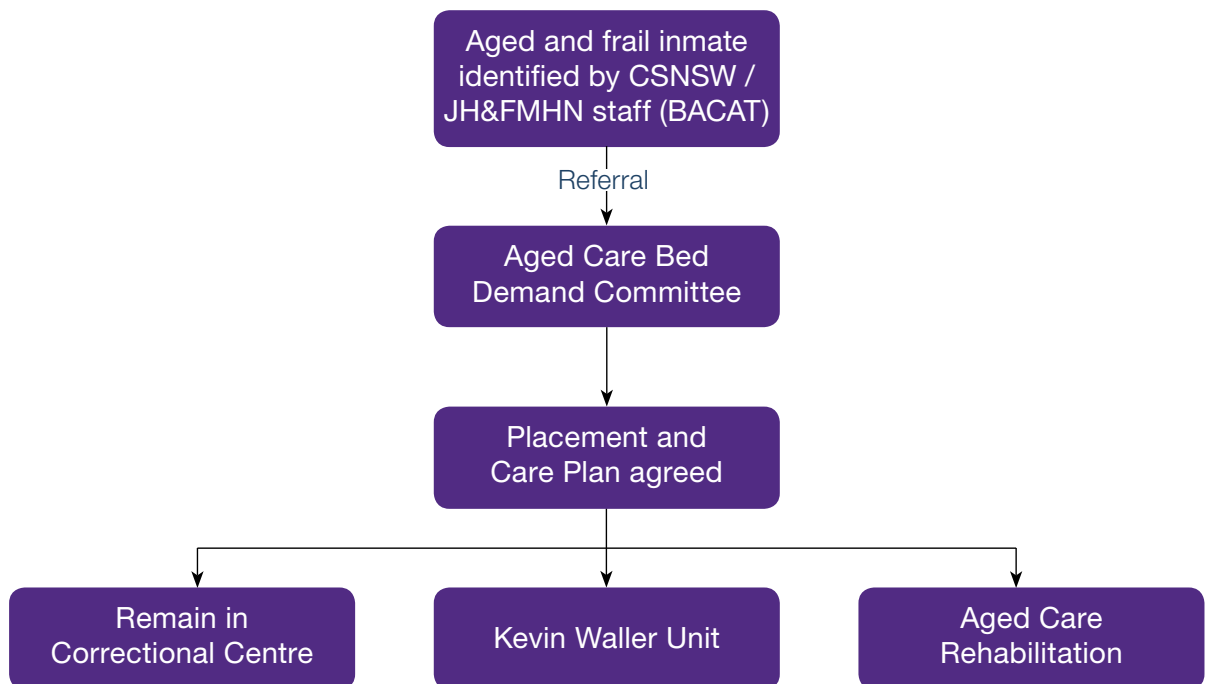 Aged and frail inmate
identified by CSNSW /
JH&FMHN staff (BACAT)
Referral
Aged Care Bed
Demand Committee
Placement and
Care Plan agreed
Remain in
Correctional Centre
Kevin Waller Unit
Aged Care
Rehabilitation